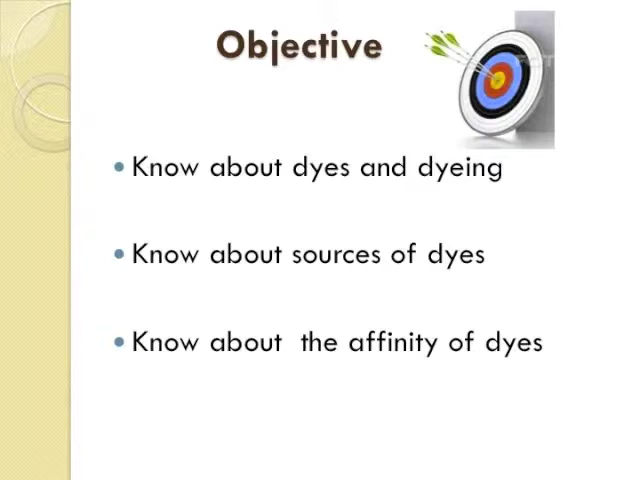 Objective
Know about dyes and dyeing
Know about sources of dyes
Know about the affinity of dyes